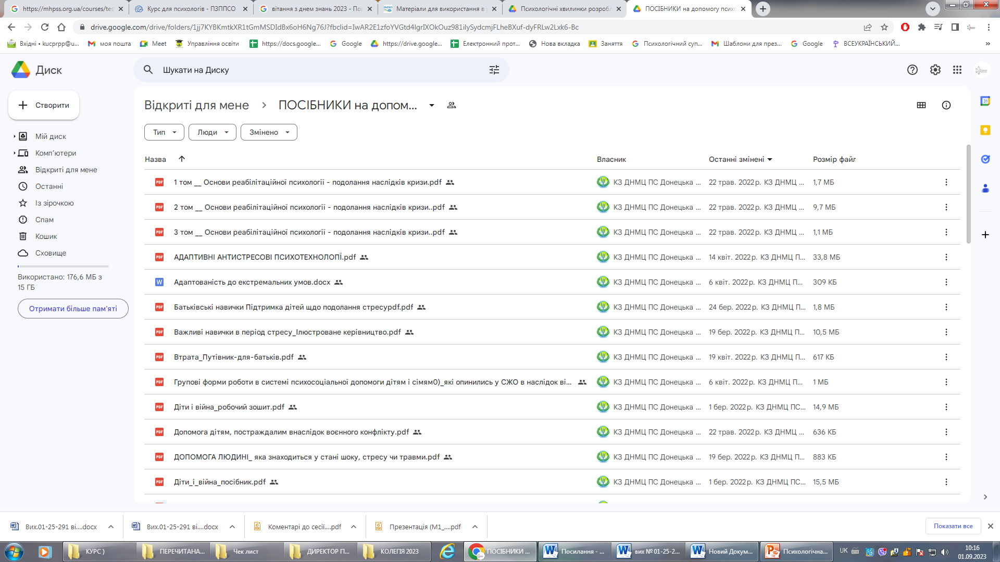 https://mhpss.org.ua/courses/tes
Курс для психологів - ПЗППСО
вітання з днем знань 2023 - По
Матеріали для використання в
Психологічні хвилинки розробл
ПОСІБНИКИ на допомогу психо
drive.google.com/drive/folders/1jj7KYBKmtkXR1tGmMSDIdBx6oH6Ng76J?fbclid=IwAR2E1zfoYVGtd4IgrIXOkOuz981iIySydcmjFLheBXuf-dyFRLw2Lxk6-Bc
Вхідні • kucprpp@u...
моя пошта
Meet
Управління освіти
https://docs.google...
Google
https://drive.google...
Електронний прот...
Нова вкладка
Заняття
Психологічний суп...
Шаблони для през...
Google
ВСЕУКРАЇНСЬКИЙ...
»
Диск
Шукати на Диску
Створити
Мій диск
Комп’ютери
Відкриті для мене
Останні
Із зірочкою
Спам
Кошик
Сховище
Використано: 176,6 МБ з
15 ГБ
Отримати більше пам'яті
Відкриті для мене > ПОСІБНИКИ на допом...
Тип
Люди
Змінено
Назва Власник Останні змінені Розмір файл
1 том __ Основи реабілітаційної психології - подолання наслідків кризи.pdf КЗ ДНМЦ ПС Донецька ... 22 трав. 2022 р. КЗ ДНМЦ ... 1,7 МБ
2 том __ Основи реабілітаційної психології - подолання наслідків кризи..pdf КЗ ДНМЦ ПС Донецька ... 22 трав. 2022 р. КЗ ДНМЦ ... 9,7 МБ
3 том __ Основи реабілітаційної психології - подолання наслідків кризи..pdf КЗ ДНМЦ ПС Донецька ... 22 трав. 2022 р. КЗ ДНМЦ ... 1,1 МБ
АДАПТИВНІ АНТИСТРЕСОВІ ПСИХОТЕХНОЛОПЇ.pdf КЗ ДНМЦ ПС Донецька ... 14 квіт. 2022 р. КЗ ДНМЦ П... 33,8 МБ
Адаптованість до екстремальних умов.docx КЗ ДНМЦ ПС Донецька ... 6 квіт. 2022 р. КЗ ДНМЦ П... 309 КБ
Батьківські навички Підтримка дітей щдо подолання стресуpdf.pdf КЗ ДНМЦ ПС Донецька ... 24 бер. 2022 р. КЗ ДНМЦ П... 1,8 МБ
Важливі навички в період стресу_Ілюстроване керівництво.pdf КЗ ДНМЦ ПС Донецька ... 19 бер. 2022 р. КЗ ДНМЦ П... 10,5 МБ
Втрата_Путівник-для-батьків.pdf КЗ ДНМЦ ПС Донецька ... 19 квіт. 2022 р. КЗ ДНМЦ П... 617 КБ
Групові форми роботи в системі психосоціальної допомоги дітям і сімям0)_які опинились у СЖО в наслідок ві... КЗ ДНМЦ ПС Донецька ... 6 квіт. 2022 р. КЗ ДНМЦ П... 1 МБ
Діти і війна_робочий зошит.pdf КЗ ДНМЦ ПС Донецька ... 1 бер. 2022 р. КЗ ДНМЦ ПС... 14,9 МБ
Допомога дітям, постраждалим внаслідок воєнного конфлікту.pdf КЗ ДНМЦ ПС Донецька ... 22 трав. 2022 р. КЗ ДНМЦ ... 636 КБ
ДОПОМОГА ЛЮДИНІ_ яка знаходиться у стані шоку, стресу чи травми.pdf КЗ ДНМЦ ПС Донецька ... 19 бер. 2022 р. КЗ ДНМЦ П... 883 КБ
Діти_і_війна_посібник.pdf КЗ ДНМЦ ПС Донецька ... 1 бер. 2022 р. КЗ ДНМЦ ПС... 15,5 МБ
Вих.01-25-291 ві....docx
Вих.01-25-291 ві....docx
Коментарі до сесії....pdf
Презентація (М1_....pdf
Показати все
КУРС )
ПЕРЕЧИТАНА...
Чек лист
ДИРЕКТОР П...
КОЛЕГІЯ 2023
ПОСІБНИКИ ...
Посилання - ...
вих № 01-25-2...
Новий Докум...
Психологічна...
UK
10:16
01.09.2023